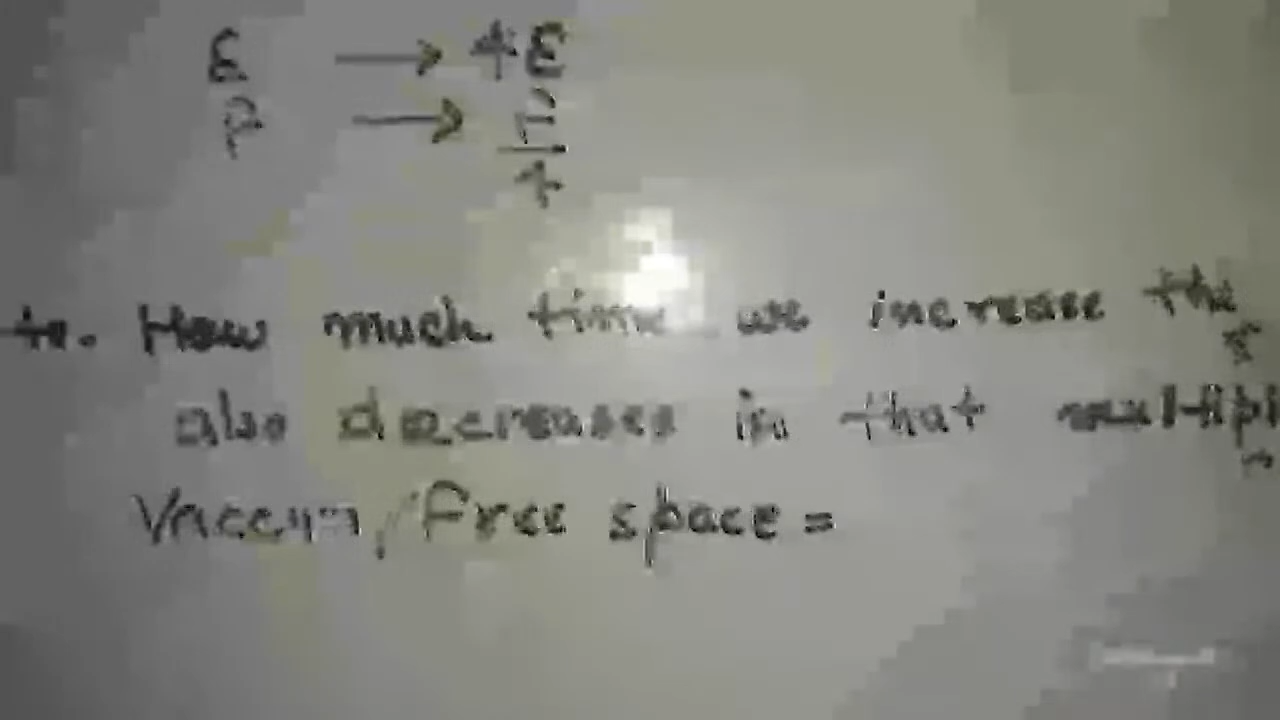 ε → 4ε
F → F/4
How much time we increase the
also decreases in that multipl
Vaccum, free space =